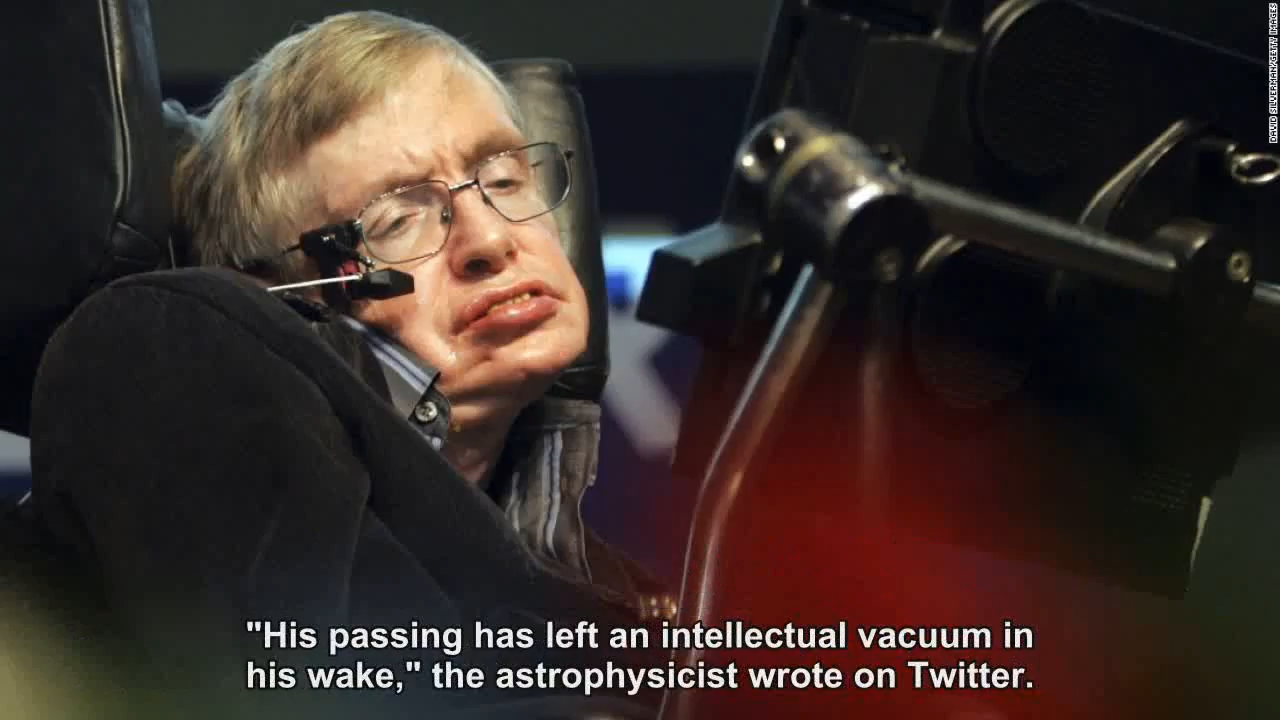 DAVID SILVERMAN/GETTY IMAGES
"His passing has left an intellectual vacuum in
his wake," the astrophysicist wrote on Twitter.